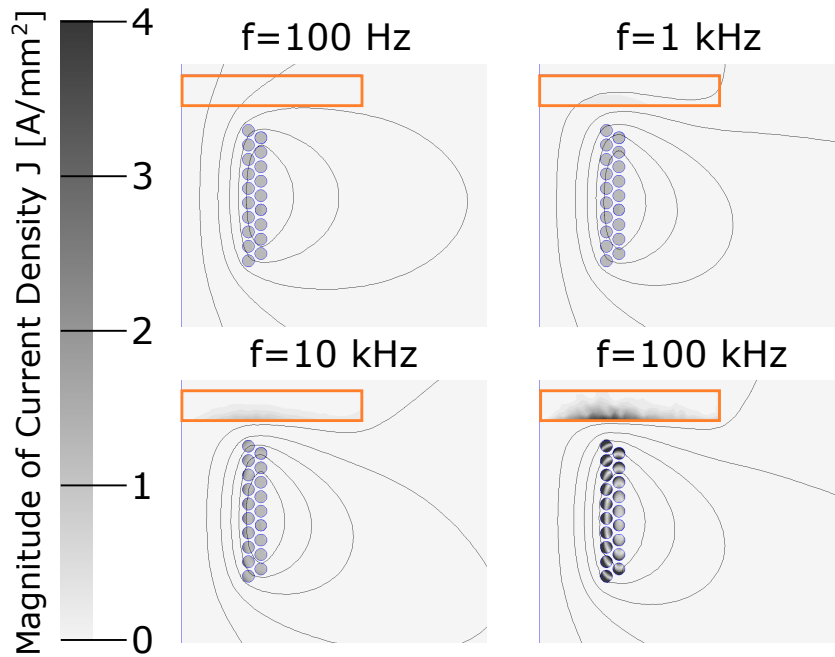 Magnitude of Current Density J [A/mm²]
4
3
2
1
0
f=100 Hz
f=1 kHz
f=10 kHz
f=100 kHz